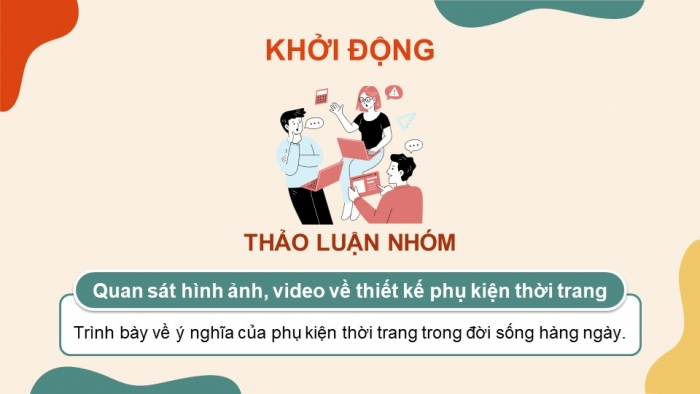 KHỞI ĐỘNG
THẢO LUẬN NHÓM
Quan sát hình ảnh, video về thiết kế phụ kiện thời trang
Trình bày về ý nghĩa của phụ kiện thời trang trong đời sống hàng ngày.